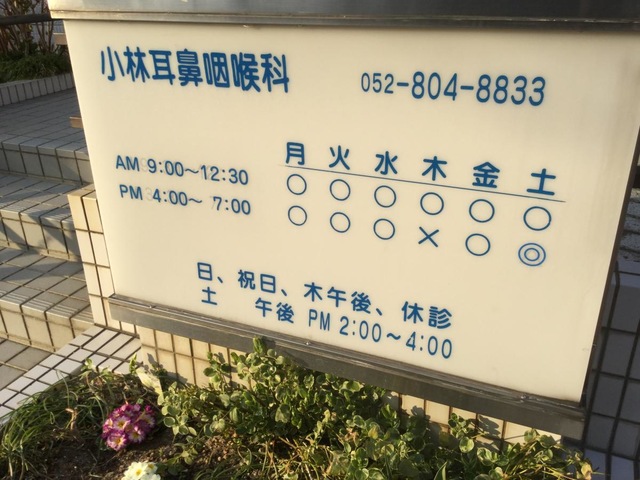 小林耳鼻咽喉科 052-804-8833
月 火 水 木 金 土
AM 9:00〜12:30 ○ ○ ○ ○ ○ ○
PM 4:00〜 7:00 ○ ○ ○ × ○ ◎
日、祝日、木午後、休診
土 午後 PM 2:00〜4:00